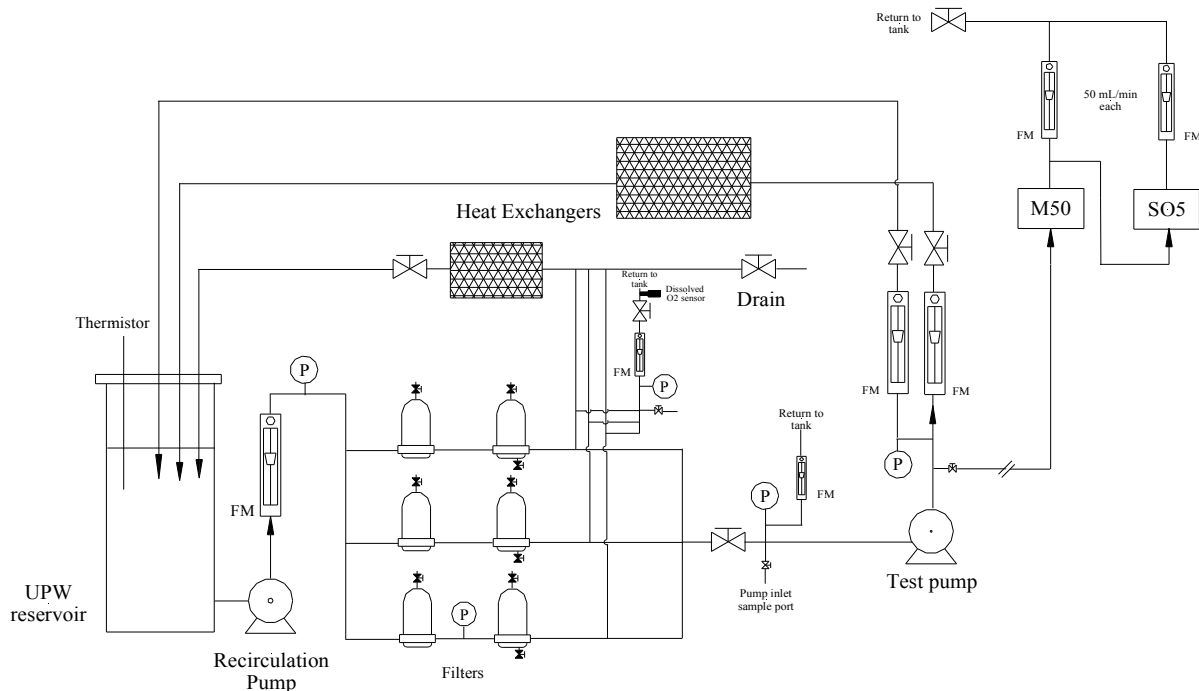 Return to
tank
50 mL/min
each
FM
FM
M50
SO5
Heat Exchangers
Return to
tank
Dissolved
O2 sensor
Drain
Thermistor
P
FM
P
FM
FM
FM
Return to
tank
P
P
FM
P
Test pump
UPW
reservoir
Pump inlet
sample port
Recirculation
Pump
P
Filters